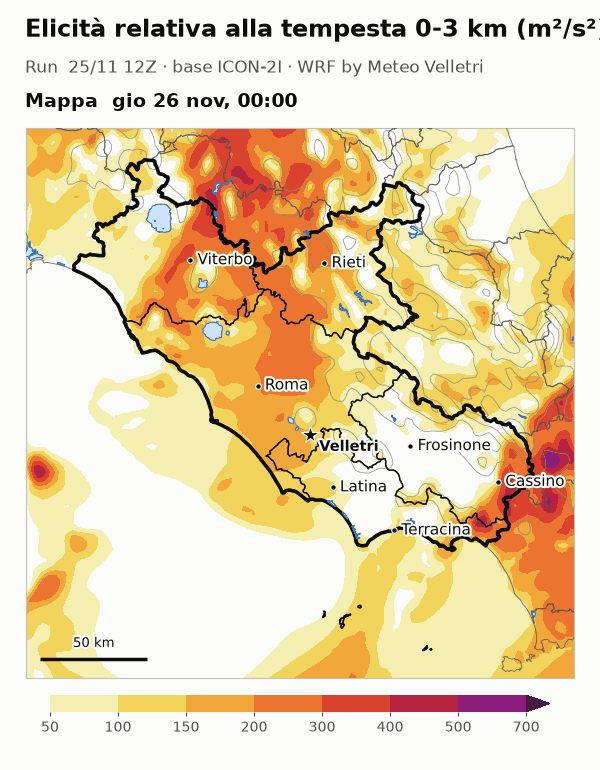 Elicità relativa alla tempesta 0-3 km (m²/s²)
Run 25/11 12Z · base ICON-2I · WRF by Meteo Velletri
Mappa gio 26 nov, 00:00
Viterbo
Rieti
Roma
Velletri
Frosinone
Latina
Cassino
Terracina
50 km
50 100 150 200 300 400 500 700